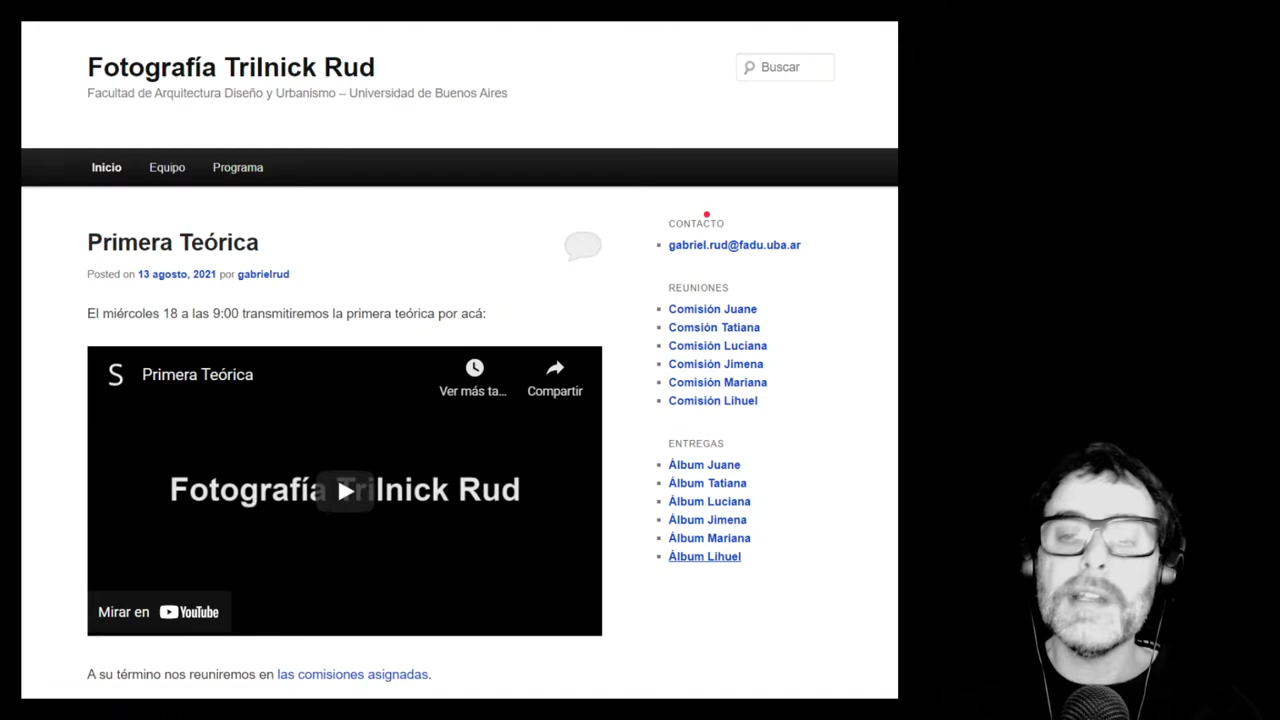 Fotografía Trilnick Rud
Facultad de Arquitectura Diseño y Urbanismo – Universidad de Buenos Aires
Buscar
Inicio Equipo Programa
Primera Teórica
Posted on 13 agosto, 2021 por gabrielrud
El miércoles 18 a las 9:00 transmitiremos la primera teórica por acá:
S Primera Teórica
Ver más ta... Compartir
Fotografía Trilnick Rud
Mirar en YouTube
A su término nos reuniremos en las comisiones asignadas.
CONTACTO
gabriel.rud@fadu.uba.ar
REUNIONES
Comisión Juane
Comsión Tatiana
Comisión Luciana
Comisión Jimena
Comisión Mariana
Comisión Lihuel
ENTREGAS
Álbum Juane
Álbum Tatiana
Álbum Luciana
Álbum Jimena
Álbum Mariana
Álbum Lihuel